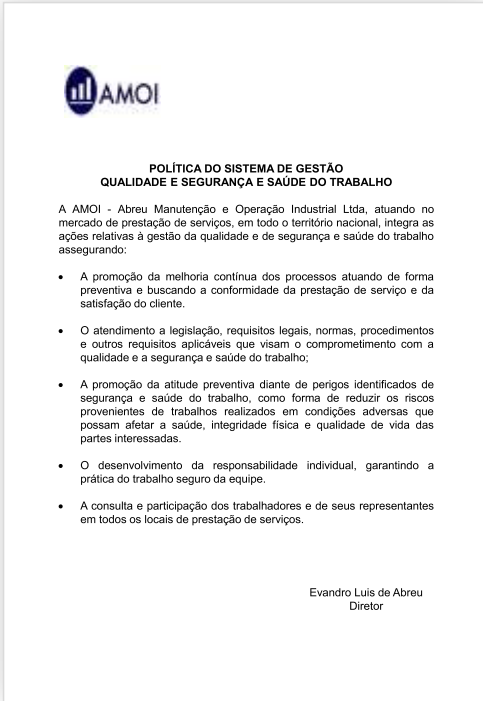 AMOI
POLÍTICA DO SISTEMA DE GESTÃO
QUALIDADE E SEGURANÇA E SAÚDE DO TRABALHO
A AMOI - Abreu Manutenção e Operação Industrial Ltda, atuando no
mercado de prestação de serviços, em todo o território nacional, integra as
ações relativas à gestão da qualidade e de segurança e saúde do trabalho
assegurando:
• A promoção da melhoria contínua dos processos atuando de forma
preventiva e buscando a conformidade da prestação de serviço e da
satisfação do cliente.
• O atendimento a legislação, requisitos legais, normas, procedimentos
e outros requisitos aplicáveis que visam o comprometimento com a
qualidade e a segurança e saúde do trabalho;
• A promoção da atitude preventiva diante de perigos identificados de
segurança e saúde do trabalho, como forma de reduzir os riscos
provenientes de trabalhos realizados em condições adversas que
possam afetar a saúde, integridade física e qualidade de vida das
partes interessadas.
• O desenvolvimento da responsabilidade individual, garantindo a
prática do trabalho seguro da equipe.
• A consulta e participação dos trabalhadores e de seus representantes
em todos os locais de prestação de serviços.
Evandro Luis de Abreu
Diretor